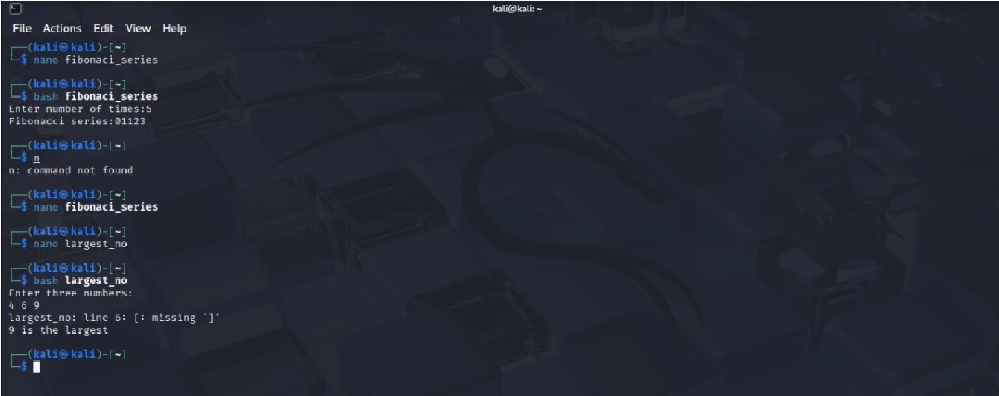 kali@kali: ~
File Actions Edit View Help
┌──(kali㉿kali)-[~]
└─$ nano fibonaci_series
┌──(kali㉿kali)-[~]
└─$ bash fibonaci_series
Enter number of times:5
Fibonacci series:01123
┌──(kali㉿kali)-[~]
└─$ n
n: command not found
┌──(kali㉿kali)-[~]
└─$ nano fibonaci_series
┌──(kali㉿kali)-[~]
└─$ nano largest_no
┌──(kali㉿kali)-[~]
└─$ bash largest_no
Enter three numbers:
4 6 9
largest_no: line 6: [: missing `]'
9 is the largest
┌──(kali㉿kali)-[~]
└─$